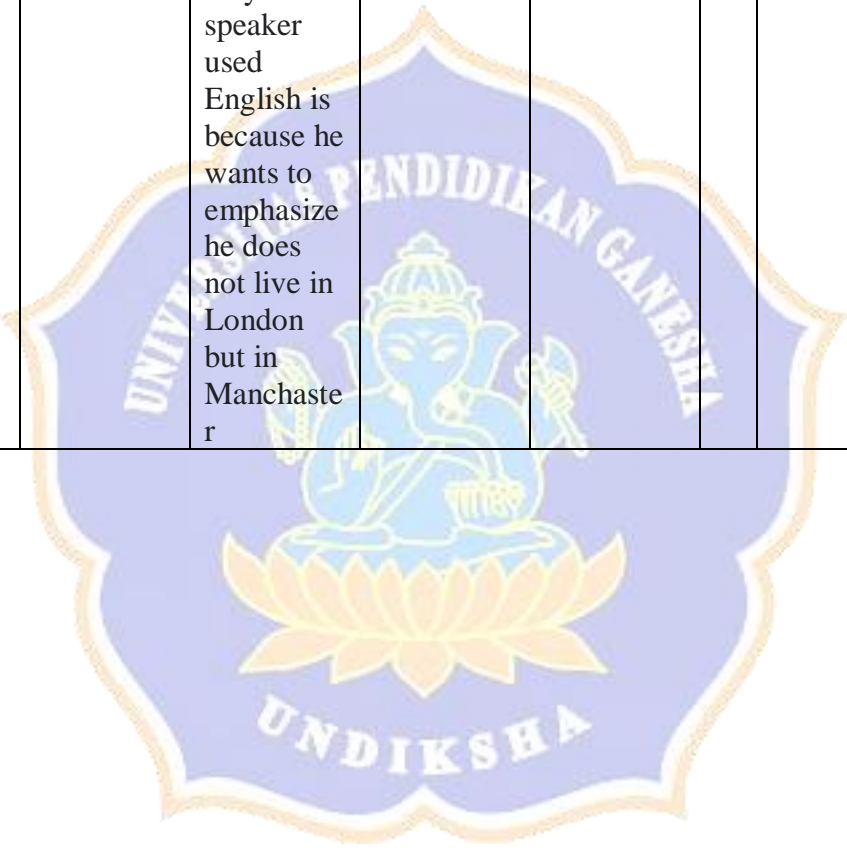 speaker
used
English is
because he
wants to
emphasize
he does
not live in
London
but in
Manchaste
r
UNIVERSITAS PENDIDIKAN GANESHA
UNDIKSHA